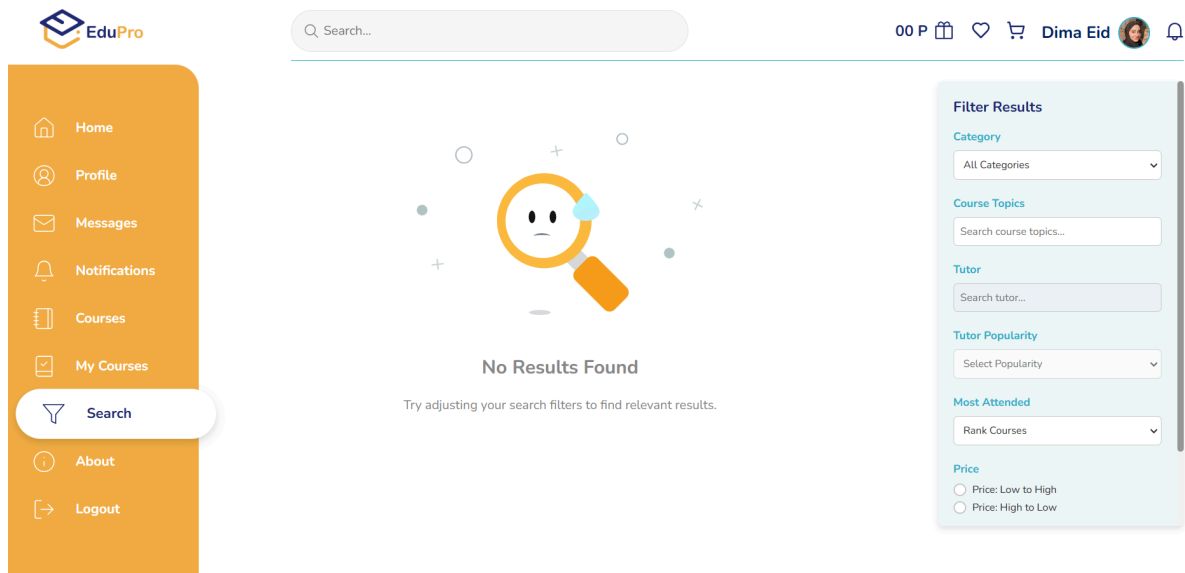 EduPro
Search...
00 P
Dima Eid
Home
Profile
Messages
Notifications
Courses
My Courses
Search
About
Logout
No Results Found
Try adjusting your search filters to find relevant results.
Filter Results
Category
All Categories
Course Topics
Search course topics...
Tutor
Search tutor...
Tutor Popularity
Select Popularity
Most Attended
Rank Courses
Price
Price: Low to High
Price: High to Low